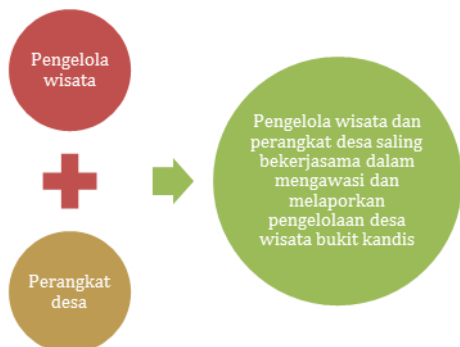 Pengelola
wisata
Perangkat
desa
Pengelola wisata dan
perangkat desa saling
bekerjasama dalam
mengawasi dan
melaporkan
pengelolaan desa
wisata bukit kandis